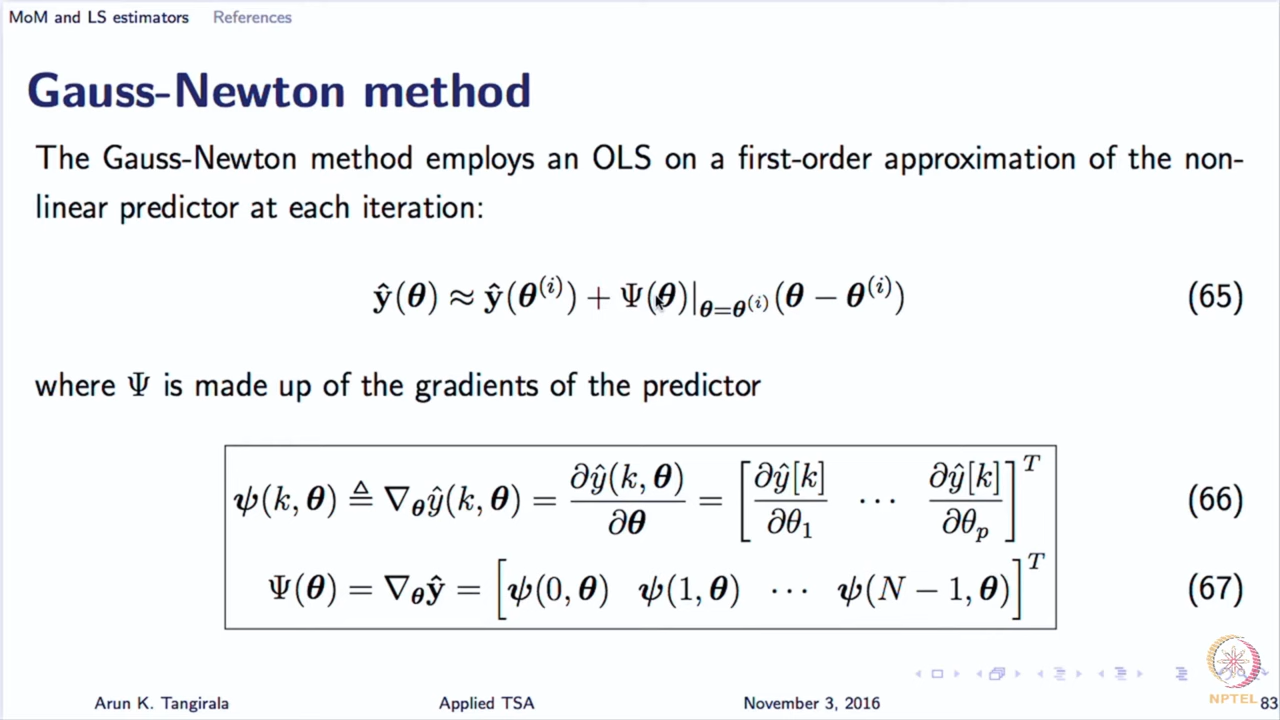 MoM and LS estimators References
Gauss-Newton method
The Gauss-Newton method employs an OLS on a first-order approximation of the non-
linear predictor at each iteration:
ŷ(θ) ≈ ŷ(θ^(i)) + Ψ(θ)|_θ=θ^(i) (θ − θ^(i)) (65)
where Ψ is made up of the gradients of the predictor
ψ(k, θ) ≜ ∇_θ ŷ(k, θ) = ∂ŷ(k, θ)/∂θ = [∂ŷ[k]/∂θ_1 ⋯ ∂ŷ[k]/∂θ_p]^T (66)
Ψ(θ) = ∇_θ ŷ = [ψ(0, θ) ψ(1, θ) ⋯ ψ(N − 1, θ)]^T (67)
Arun K. Tangirala Applied TSA November 3, 2016 83
NPTEL